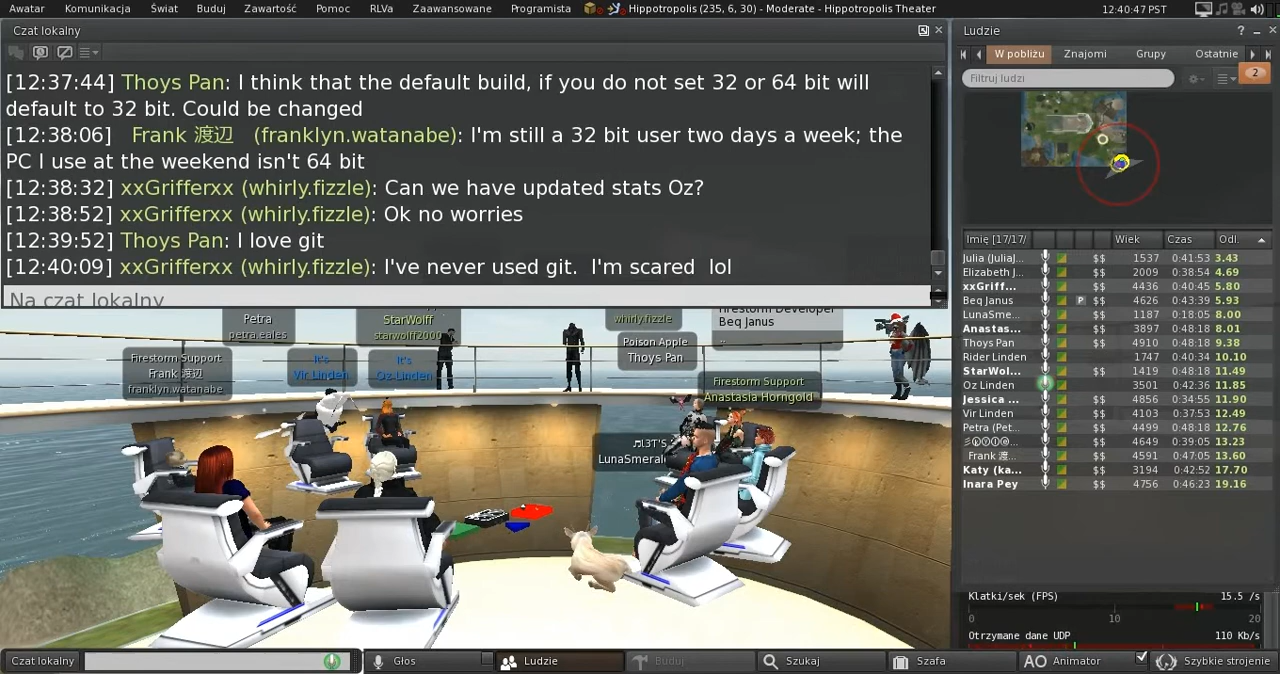 Awatar Komunikacja Świat Buduj Zawartość Pomoc RLVa Zaawansowane Programista Hippotropolis (235, 6, 30) - Moderate - Hippotropolis Theater 12:40:47 PST
Czat lokalny
[12:37:44] Thoys Pan: I think that the default build, if you do not set 32 or 64 bit will
default to 32 bit. Could be changed
[12:38:06] Frank 渡辺 (franklyn.watanabe): I'm still a 32 bit user two days a week; the
PC I use at the weekend isn't 64 bit
[12:38:32] xxGrifferxx (whirly.fizzle): Can we have updated stats Oz?
[12:38:52] xxGrifferxx (whirly.fizzle): Ok no worries
[12:39:52] Thoys Pan: I love git
[12:40:09] xxGrifferxx (whirly.fizzle): I've never used git.  I'm scared  lol
Na czat lokalny
Petra
petra eales
StarWolff
starwolff2000
whirly.fizzle
Firestorm Developer
Beq Janus
Firestorm Support
Frank 渡辺
franklyn.watanabe
It's
Vir Linden
It's
Oz Linden
Poison Apple
Thoys Pan
Firestorm Support
Anastasia Horngold
♬l3T'S
LunaSmeral
Ludzie
W pobliżu Znajomi Grupy Ostatnie
Filtruj ludzi
2
Imię [17/17/ Wiek Czas Odl.
Julia (JuliaJ... $$ 1537 0:41:53 3.43
Elizabeth J... 2009 0:38:54 4.69
xxGriff... $$ 4436 0:40:45 5.80
Beq Janus P $$ 4626 0:43:39 5.93
LunaSme... $$ 1187 0:18:05 8.00
Anastas... $$ 3897 0:48:18 8.01
Thoys Pan $$ 4910 0:48:18 9.38
Rider Linden 1747 0:40:34 10.10
StarWol... $$ 1419 0:48:18 11.49
Oz Linden 3501 0:42:36 11.85
Jessica ... $$ 4856 0:34:55 11.90
Vir Linden 4103 0:37:53 12.49
Petra (Pet... $$ 4499 0:48:18 12.76
$$ 4649 0:39:05 13.23
Frank 渡... $$ 4591 0:47:05 13.60
Katy (ka... $$ 3194 0:42:52 17.70
Inara Pey $$ 4756 0:46:23 19.16
Klatki/sek (FPS) 15.5 /s
0 10 20
Otrzymane dane UDP 110 Kb/s
Czat lokalny Głos Ludzie Buduj Szukaj Szafa AO Animator Szybkie strojenie